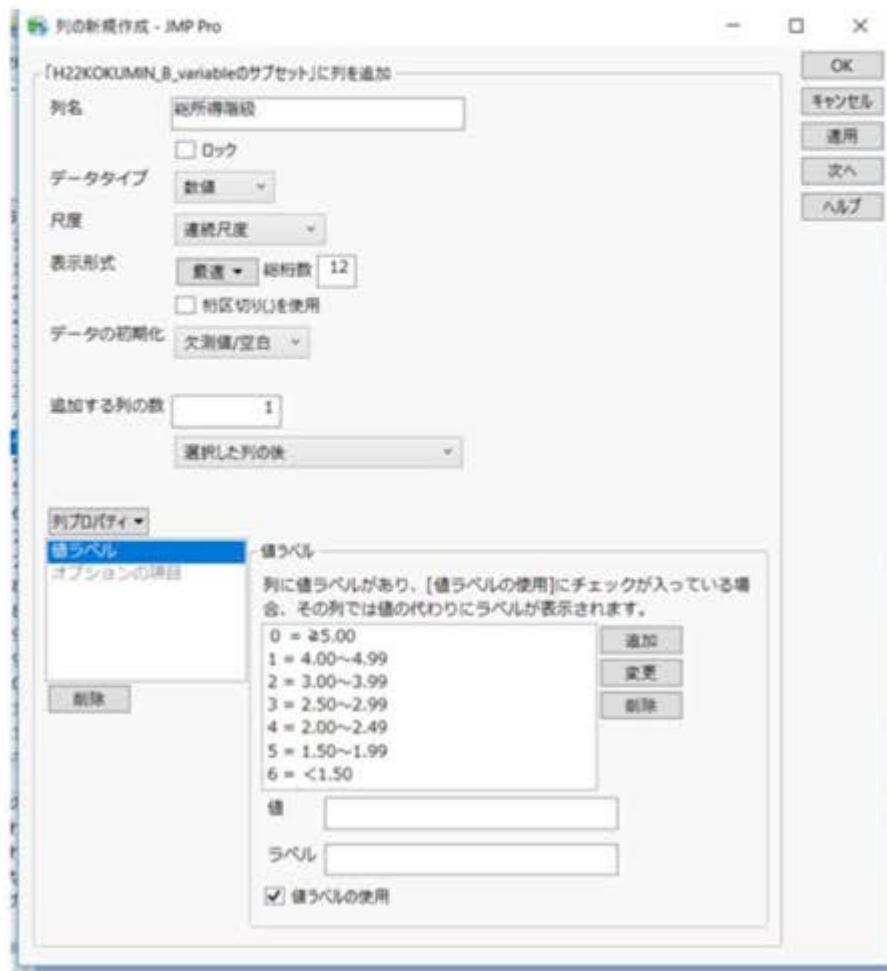 列の新規作成 - JMP Pro
「H22KOKUMIN_B_variableのサブセット」に列を追加
OK
キャンセル
適用
次へ
ヘルプ
列名
総所得階級
ロック
データタイプ
数値
尺度
連続尺度
表示形式
最適
総桁数
12
桁区切り(,)を使用
データの初期化
欠測値/空白
追加する列の数
1
選択した列の後
列プロパティ
値ラベル
オプションの項目
削除
値ラベル
列に値ラベルがあり、[値ラベルの使用]にチェックが入っている場
合、その列では値の代わりにラベルが表示されます。
0 = ≧5.00
1 = 4.00～4.99
2 = 3.00～3.99
3 = 2.50～2.99
4 = 2.00～2.49
5 = 1.50～1.99
6 = ＜1.50
追加
変更
削除
値
ラベル
値ラベルの使用